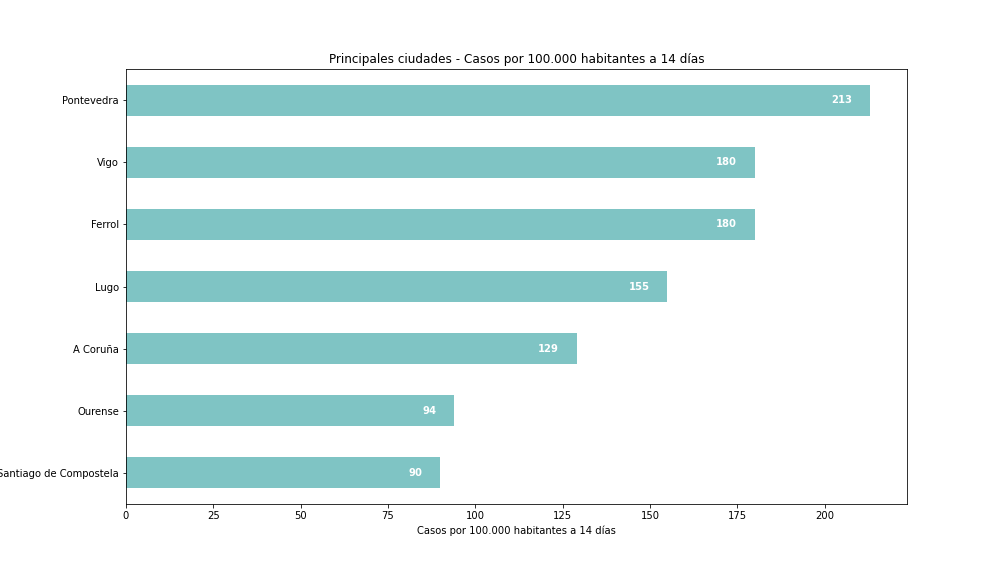 Principales ciudades - Casos por 100.000 habitantes a 14 días
Pontevedra 213
Vigo 180
Ferrol 180
Lugo 155
A Coruña 129
Ourense 94
Santiago de Compostela 90
0 25 50 75 100 125 150 175 200
Casos por 100.000 habitantes a 14 días